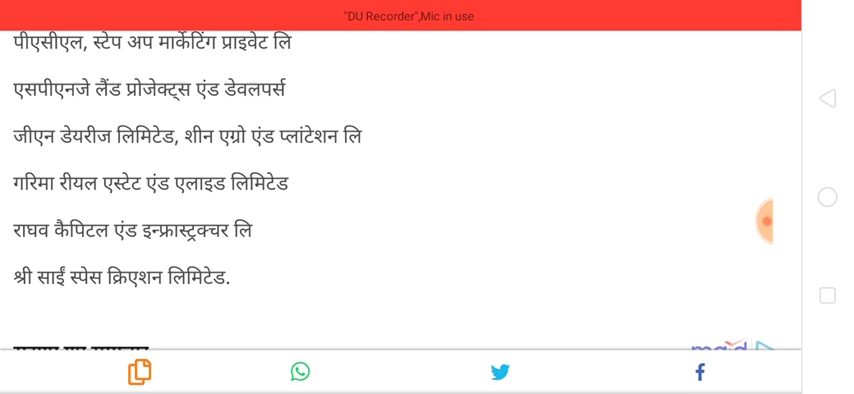 "DU Recorder",Mic in use
पीएसीएल, स्टेप अप मार्केटिंग प्राइवेट लि
एसपीएनजे लैंड प्रोजेक्ट्स एंड डेवलपर्स
जीएन डेयरीज लिमिटेड, शीन एग्रो एंड प्लांटेशन लि
गरिमा रीयल एस्टेट एंड एलाइड लिमिटेड
राघव कैपिटल एंड इन्फ्रास्ट्रक्चर लि
श्री साईं स्पेस क्रिएशन लिमिटेड.